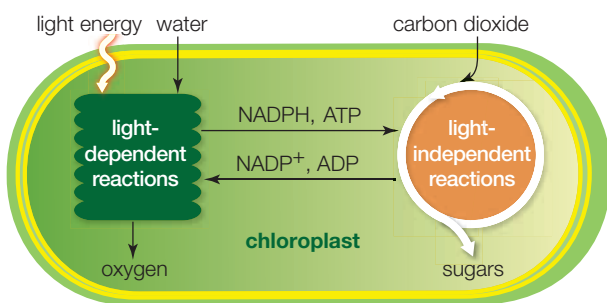 light energy water
carbon dioxide
light-
dependent
reactions
NADPH, ATP
NADP+, ADP
light-
independent
reactions
chloroplast
oxygen
sugars